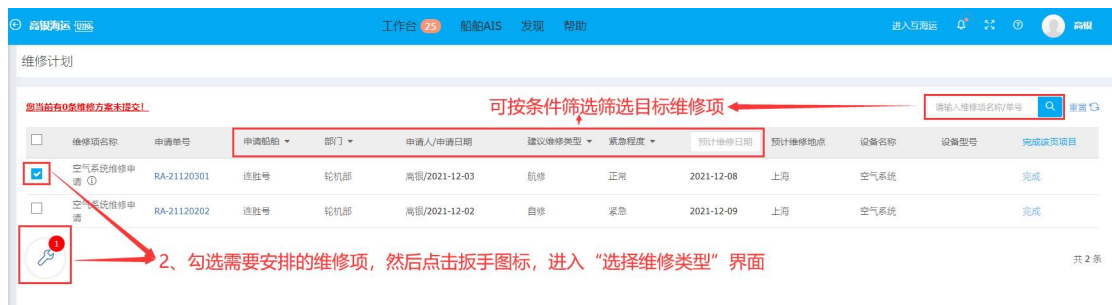 高银海运 切换 工作台 25 船舶AIS 发现 帮助 进入互海运 高银
维修计划
您当前有0条维修方案未提交！ 可按条件筛选筛选目标维修项 请输入维修项名称/单号 重置
维修项名称 申请单号 申请船舶 部门 申请人/申请日期 建议维修类型 紧急程度 预计维修日期 预计维修地点 设备名称 设备型号 完成该页项目
空气系统维修申
请 RA-21120301 连胜号 轮机部 高银/2021-12-03 航修 正常 2021-12-08 上海 空气系统 完成
空气系统维修申
请 RA-21120202 连胜号 轮机部 高银/2021-12-02 自修 紧急 2021-12-09 上海 空气系统 完成
1
2、勾选需要安排的维修项，然后点击扳手图标，进入“选择维修类型”界面 共 2 条